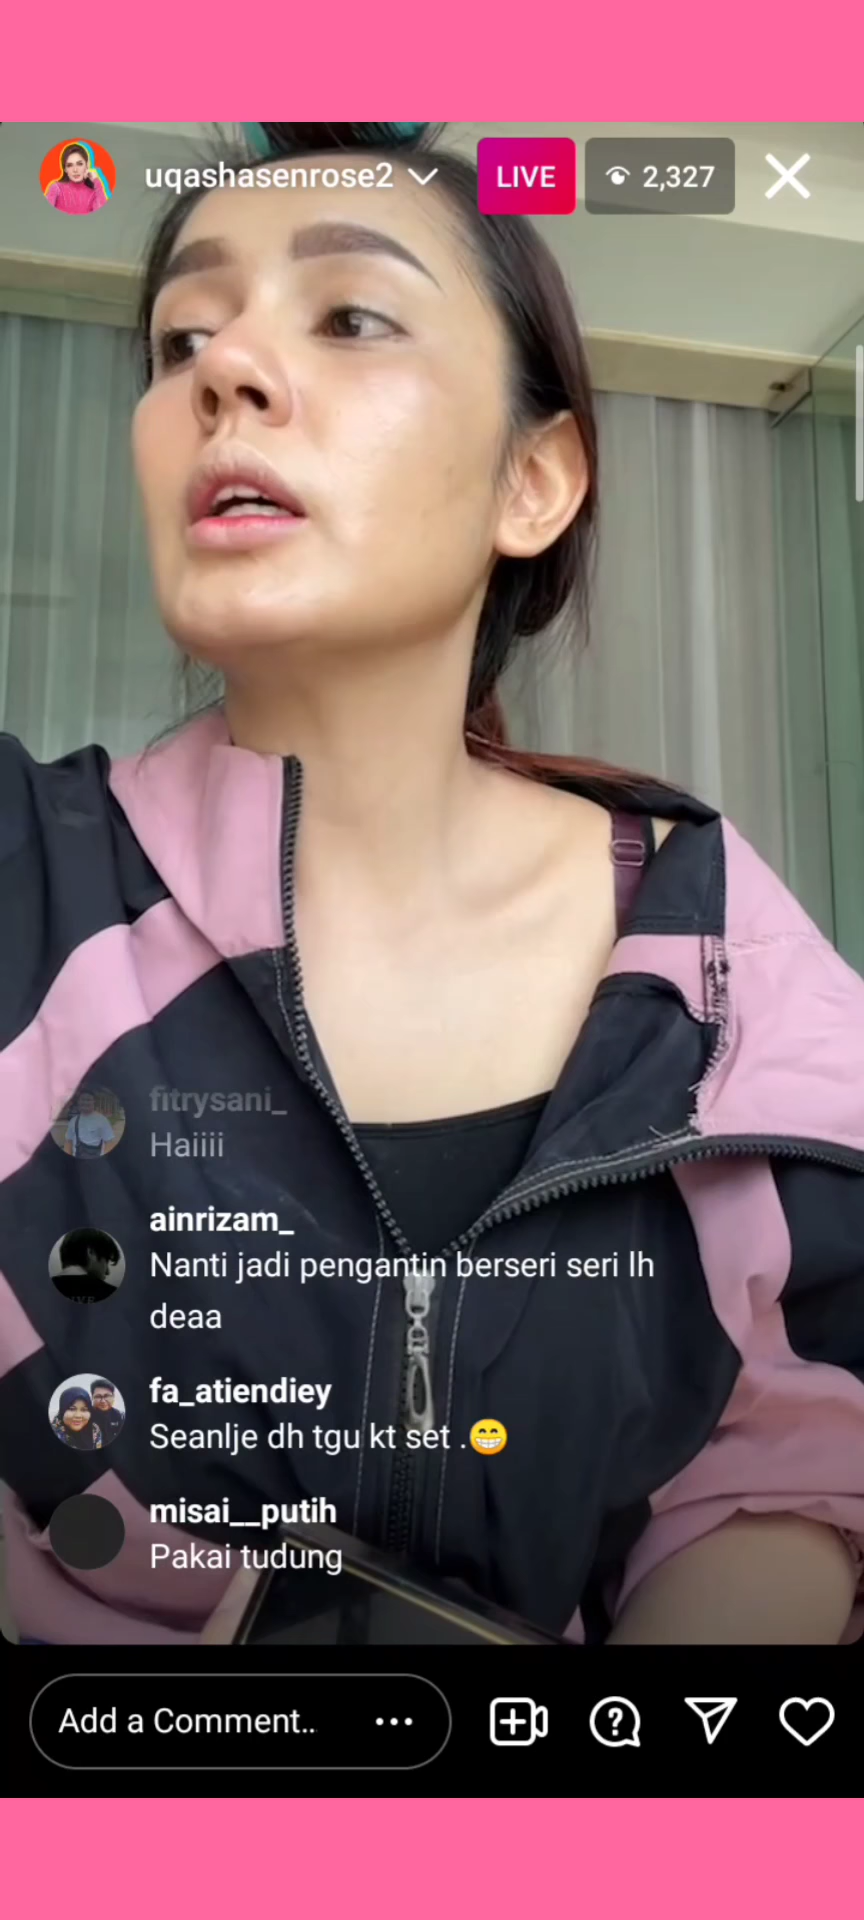 uqashasenrose2
LIVE
2,327
fitrysani_
Haiiii
ainrizam_
Nanti jadi pengantin berseri seri lh
deaa
fa_atiendiey
Seanlje dh tgu kt set .😁
misai__putih
Pakai tudung
Add a Comment..